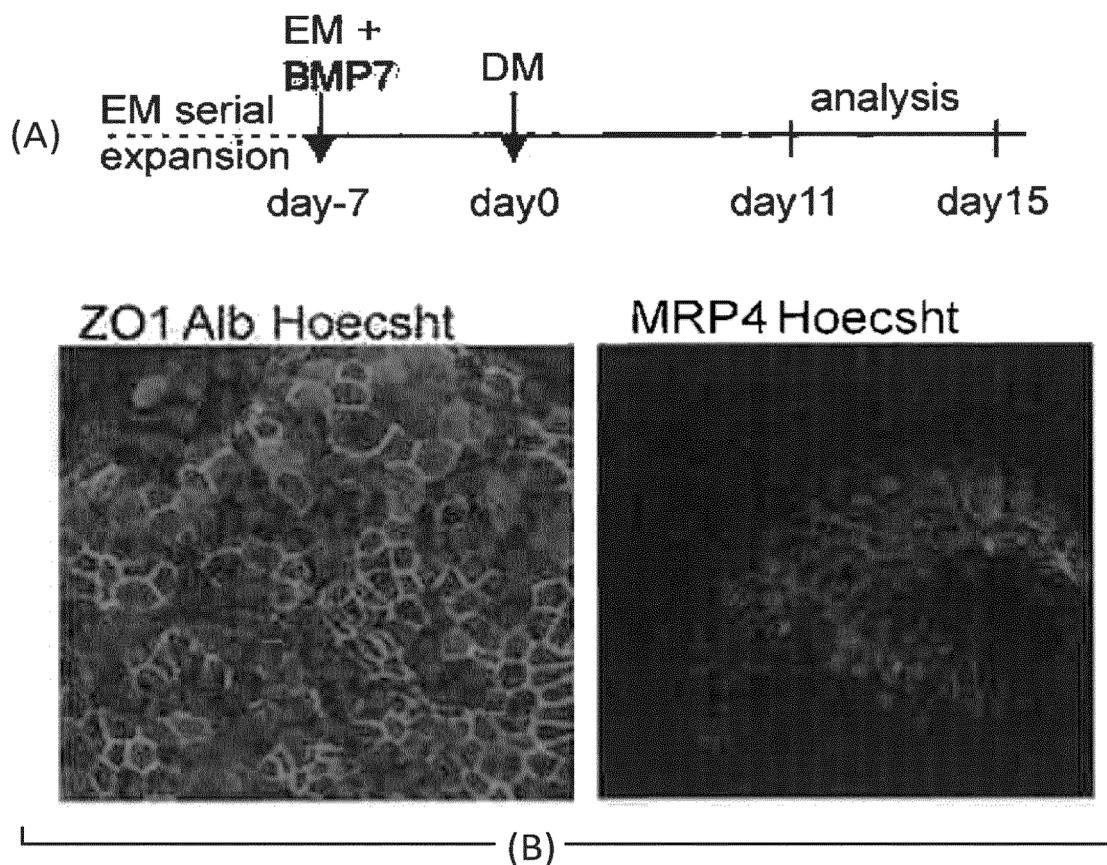 EM +
BMP7
DM
EM serial
analysis
(A)
expansion
day-7
day0
day11
day15
ZO1 Alb Hoecsht
MRP4 Hoecsht
(B)